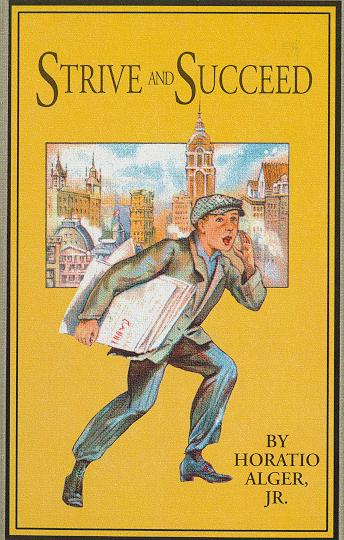 STRIVE AND SUCCEED
BY
HORATIO
ALGER,
JR.